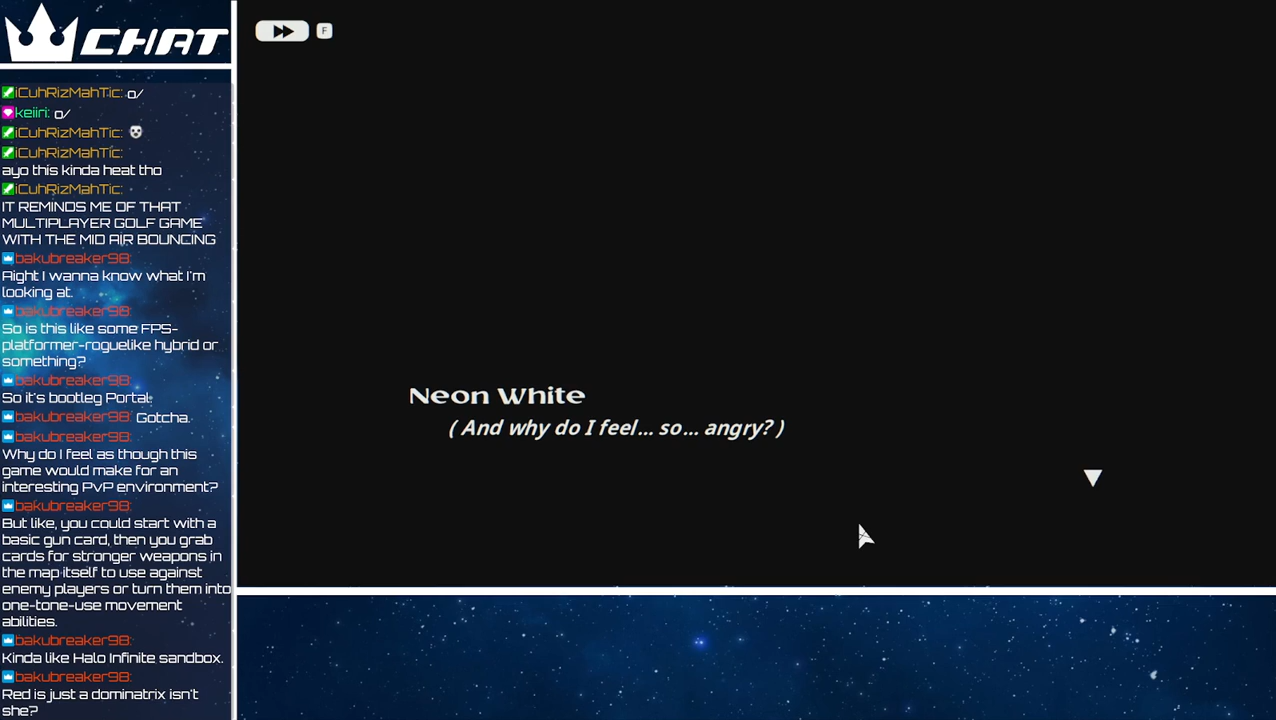 CHAT
iCuhRizMahTic: o/
keiiri: o/
iCuhRizMahTic:
iCuhRizMahTic:
ayo this kinda heat tho
iCuhRizMahTic:
IT REMINDS ME OF THAT
MULTIPLAYER GOLF GAME
WITH THE MID AIR BOUNCING
bakubreaker98:
Aight I wanna know what I'm
looking at.
bakubreaker98:
So is this like some FPS-
platformer-roguelike hybrid or
something?
bakubreaker98:
So it's bootleg Portal.
bakubreaker98: Gotcha.
bakubreaker98:
Why do I feel as though this
game would make for an
interesting PvP environment?
bakubreaker98:
But like, you could start with a
basic gun card, then you grab
cards for stronger weapons in
the map itself to use against
enemy players or turn them into
one-tone-use movement
abilities.
bakubreaker98:
Kinda like Halo Infinite sandbox.
bakubreaker98:
Red is just a dominatrix isn't
she?
F
Neon White
( And why do I feel... so... angry? )